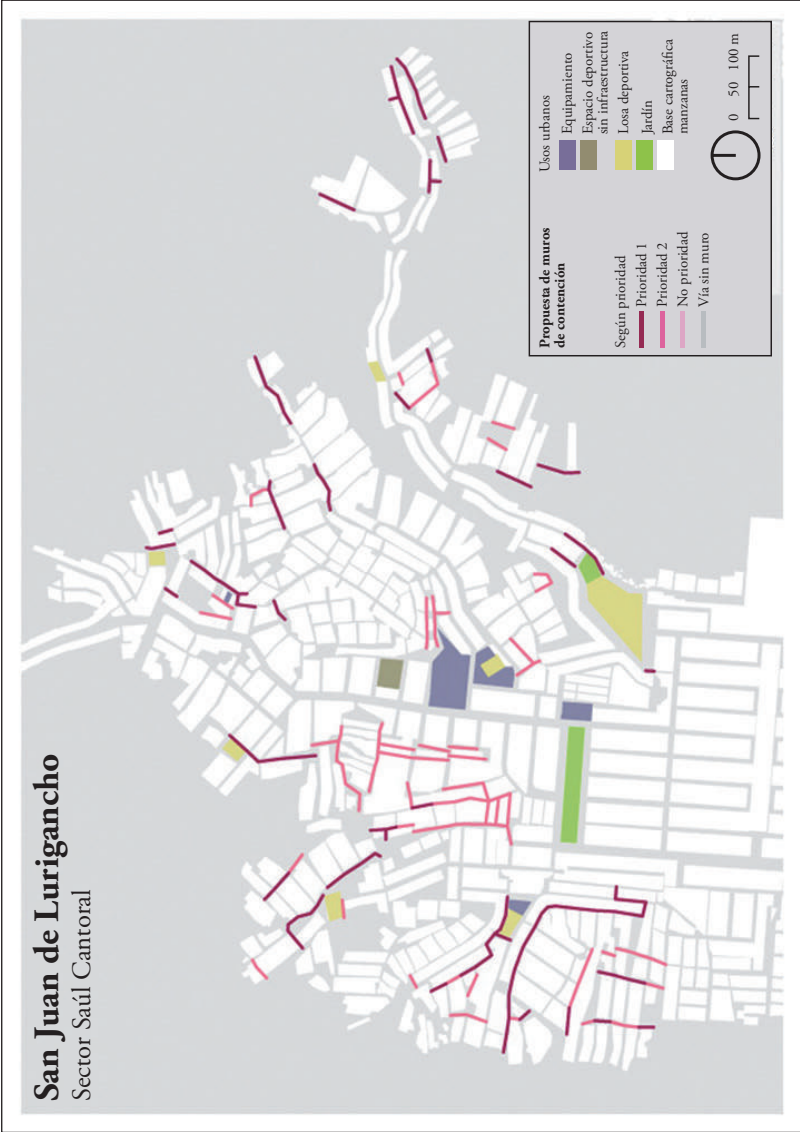 San Juan de Lurigancho
Sector Saúl Cantoral
Propuesta de muros
de contención
Según prioridad
Prioridad 1
Prioridad 2
No prioridad
Vía sin muro
Usos urbanos
Equipamiento
Espacio deportivo
sin infraestructura
Losa deportiva
Jardín
Base cartográfica
manzanas
0 50 100 m